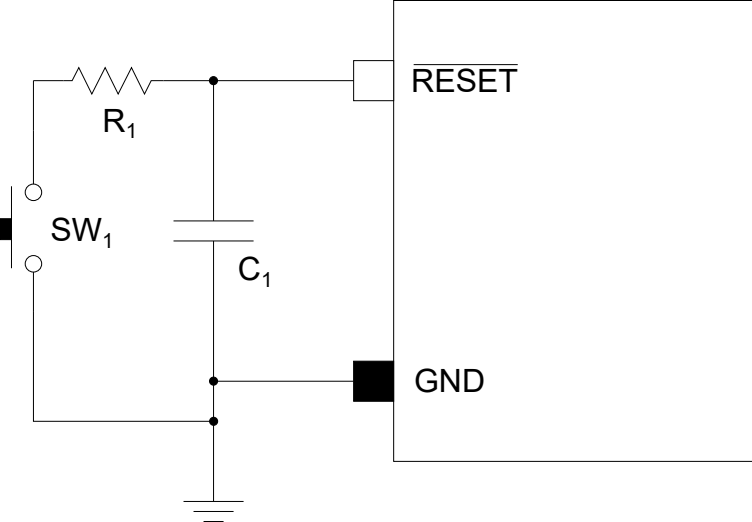 R₁
RESET
SW₁
C₁
GND